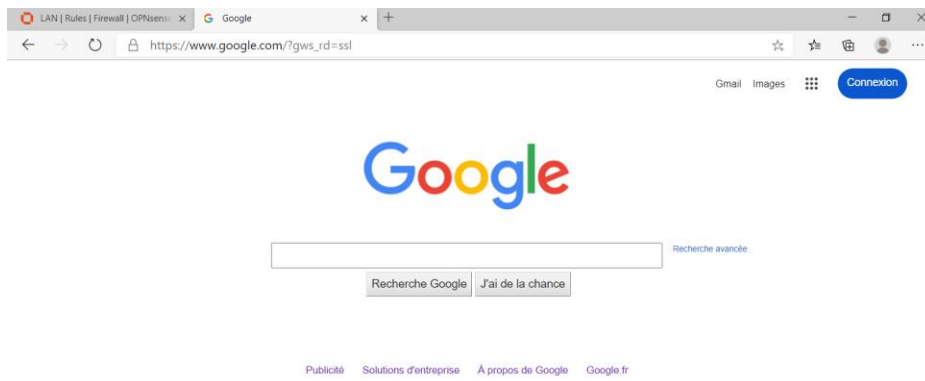 LAN | Rules | Firewall | OPNsense
Google
https://www.google.com/?gws_rd=ssl
Gmail Images Connexion
Google
Recherche avancée
Recherche Google J'ai de la chance
Publicité Solutions d'entreprise À propos de Google Google.fr